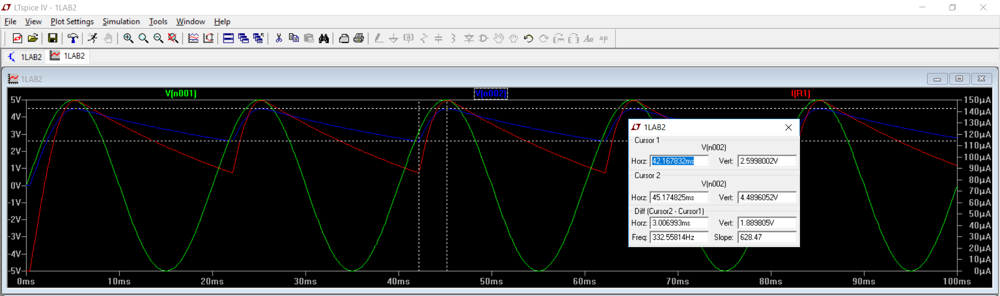 LTspice IV - 1LAB2
File View Plot Settings Simulation Tools Window Help
1LAB2 1LAB2
1LAB2
V(n001) V(n002) I(R1)
5V 150µA
4V 140µA
130µA
3V 120µA
2V 110µA
100µA
1V 90µA
0V 80µA
-1V 70µA
60µA
-2V 50µA
40µA
-3V 30µA
-4V 20µA
10µA
-5V 0µA
0ms 10ms 20ms 30ms 40ms 50ms 60ms 70ms 80ms 90ms 100ms
1LAB2
Cursor 1
V(n002)
Horz: 42.167832ms Vert: 2.5998002V
Cursor 2
V(n002)
Horz: 45.174825ms Vert: 4.4896052V
Diff (Cursor2 - Cursor1)
Horz: 3.006993ms Vert: 1.889805V
Freq: 332.55814Hz Slope: 628.47